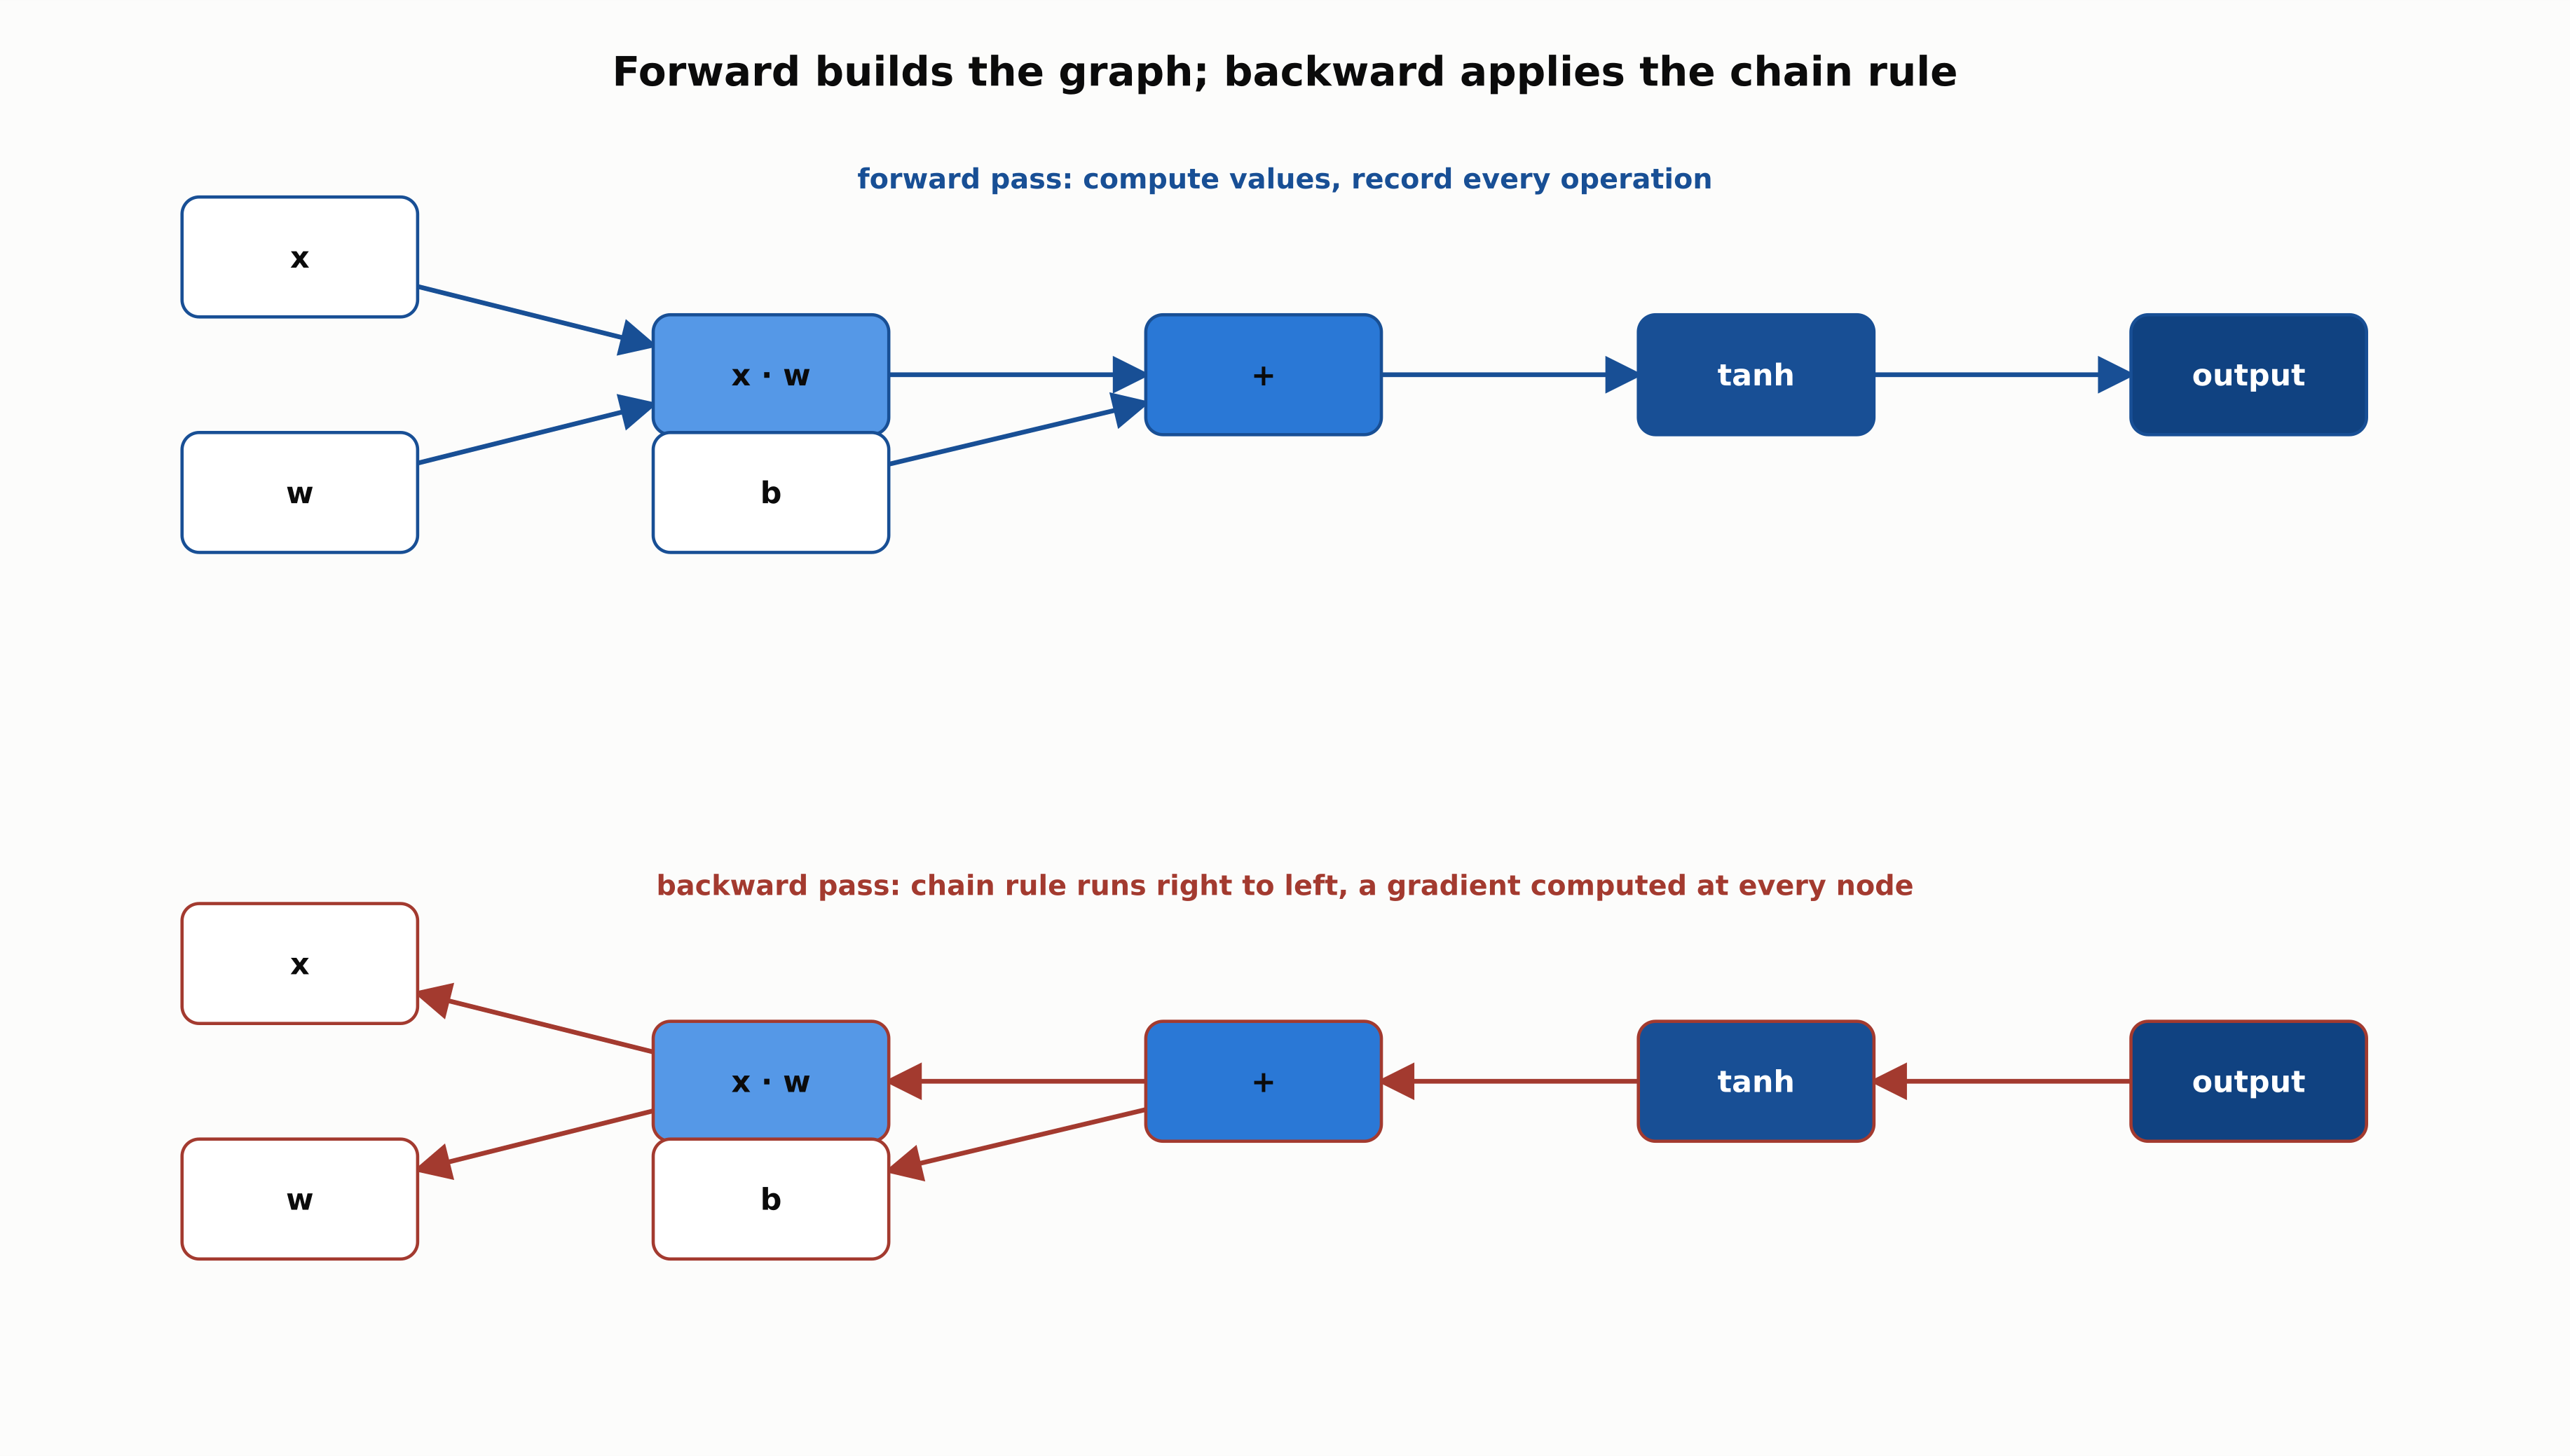 Forward builds the graph; backward applies the chain rule
forward pass: compute values, record every operation
x
x · w
+
tanh
output
w
b
backward pass: chain rule runs right to left, a gradient computed at every node
x
x · w
+
tanh
output
w
b